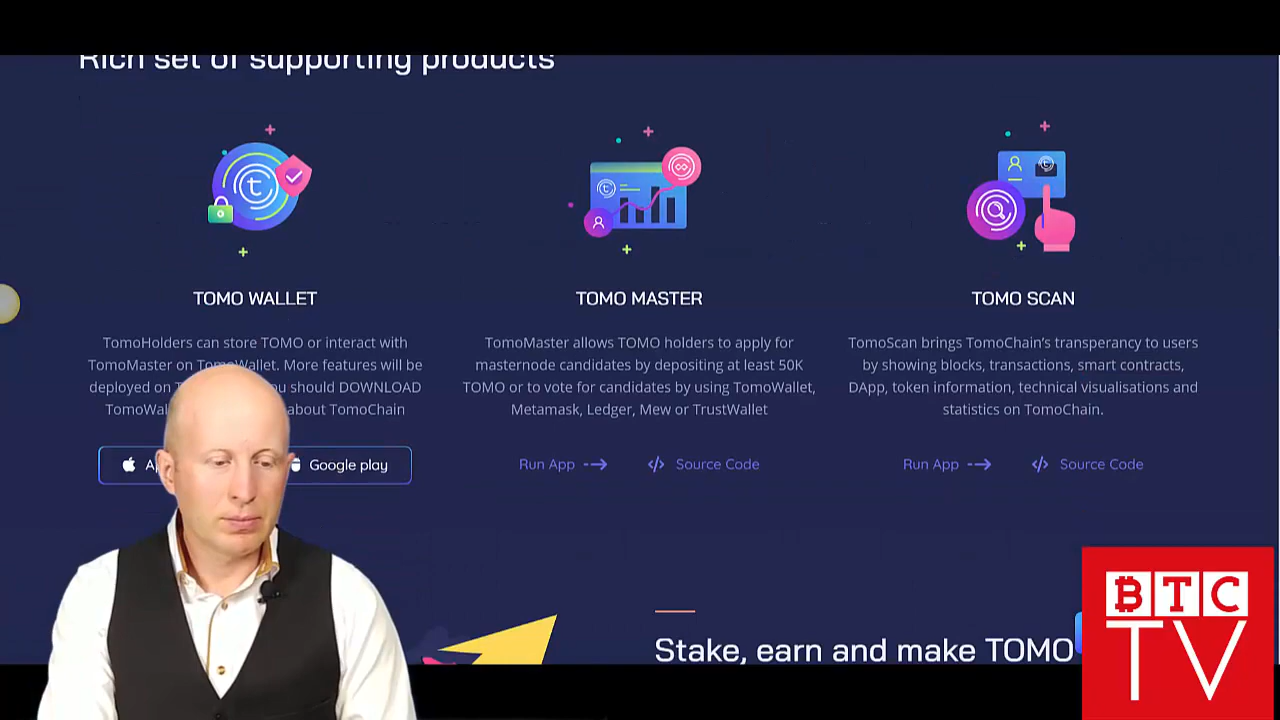 Rich set of supporting products
TOMO WALLET
TomoHolders can store TOMO or interact with
TomoMaster on TomoWallet. More features will be
deployed on you should DOWNLOAD
about TomoChain
Google play
TOMO MASTER
TomoMaster allows TOMO holders to apply for
masternode candidates by depositing at least 50K
TOMO or to vote for candidates by using TomoWallet,
Metamask, Ledger, Mew or TrustWallet
Run App
Source Code
TOMO SCAN
TomoScan brings TomoChain’s transperancy to users
by showing blocks, transactions, smart contracts,
DApp, token information, technical visualisations and
statistics on TomoChain.
Run App
Source Code
Stake, earn and make TOMO
BTC
TV